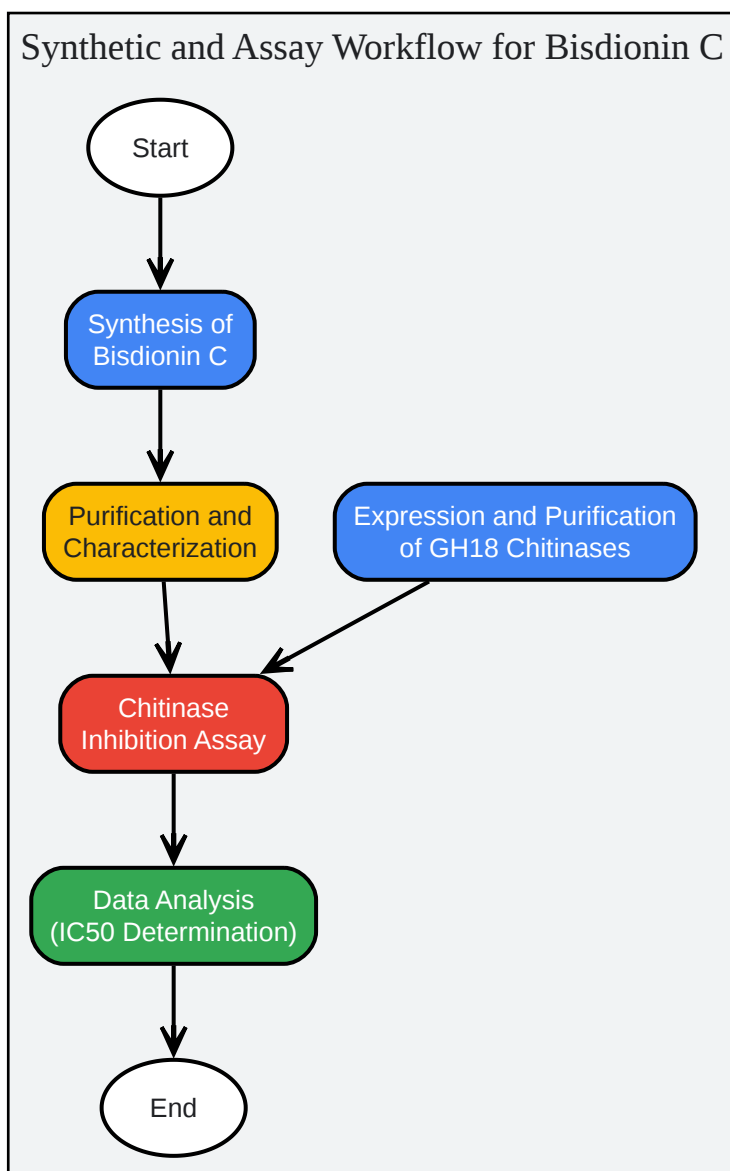 Synthetic and Assay Workflow for Bisdionin C
Start
Synthesis of
Bisdionin C
Purification and
Characterization
Expression and Purification
of GH18 Chitinases
Chitinase
Inhibition Assay
Data Analysis
(IC50 Determination)
End